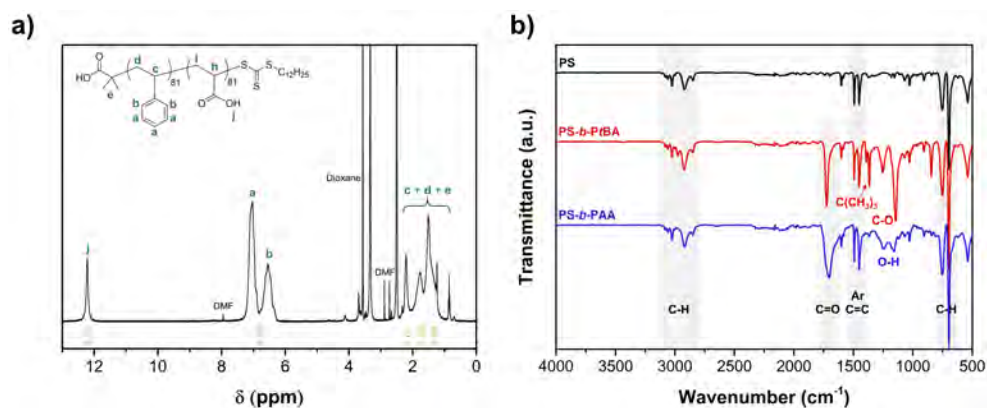 a)
HO
O
e
d
c
81
b
b
a
a
a
i
h
81
O
OH
j
S
S
S
C12H25
j
DMF
a
b
Dioxane
DMF
c + d + e
13
12
10
8
6
4
2
0
δ (ppm)
b)
PS
PS-b-PtBA
C(CH3)3
C-O
PS-b-PAA
O-H
C-H
C=O
Ar
C=C
C-H
Transmittance (a.u.)
4000
3500
3000
2500
2000
1500
1000
500
Wavenumber (cm-1)